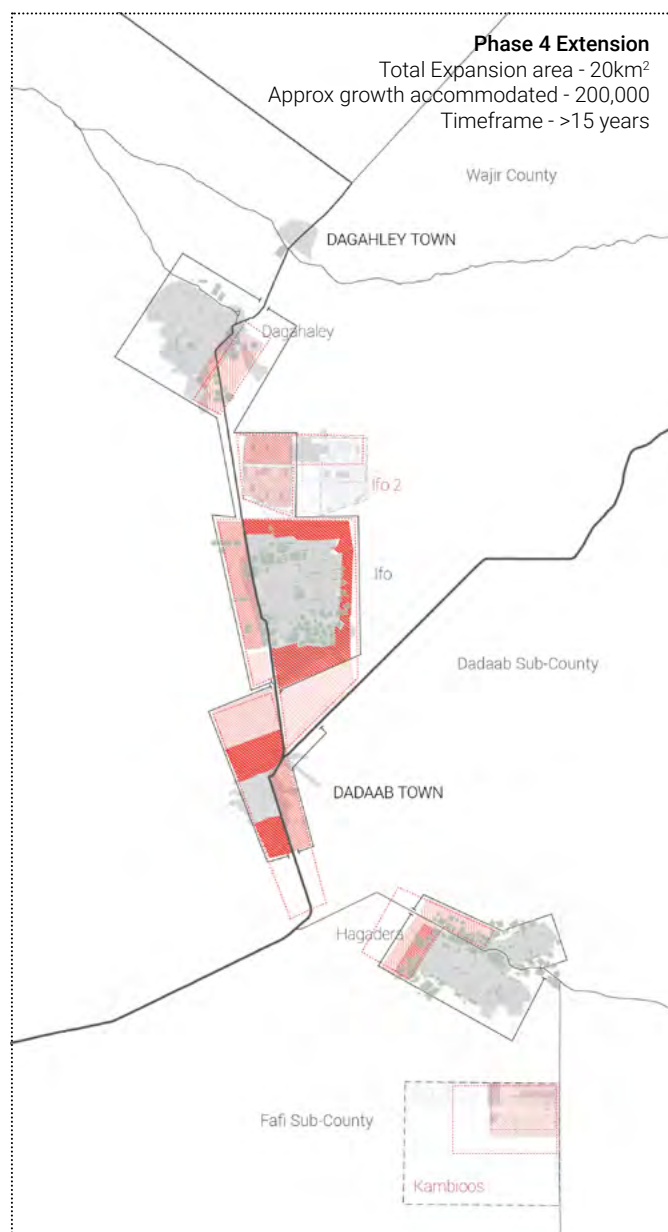 Phase 4 Extension
Total Expansion area - 20km²
Approx growth accommodated - 200,000
Timeframe - >15 years
Wajir County
DAGAHLEY TOWN
Dagahaley
Ifo 2
Ifo
Dadaab Sub-County
DADAAB TOWN
Hagadera
Fafi Sub-County
Kambioos